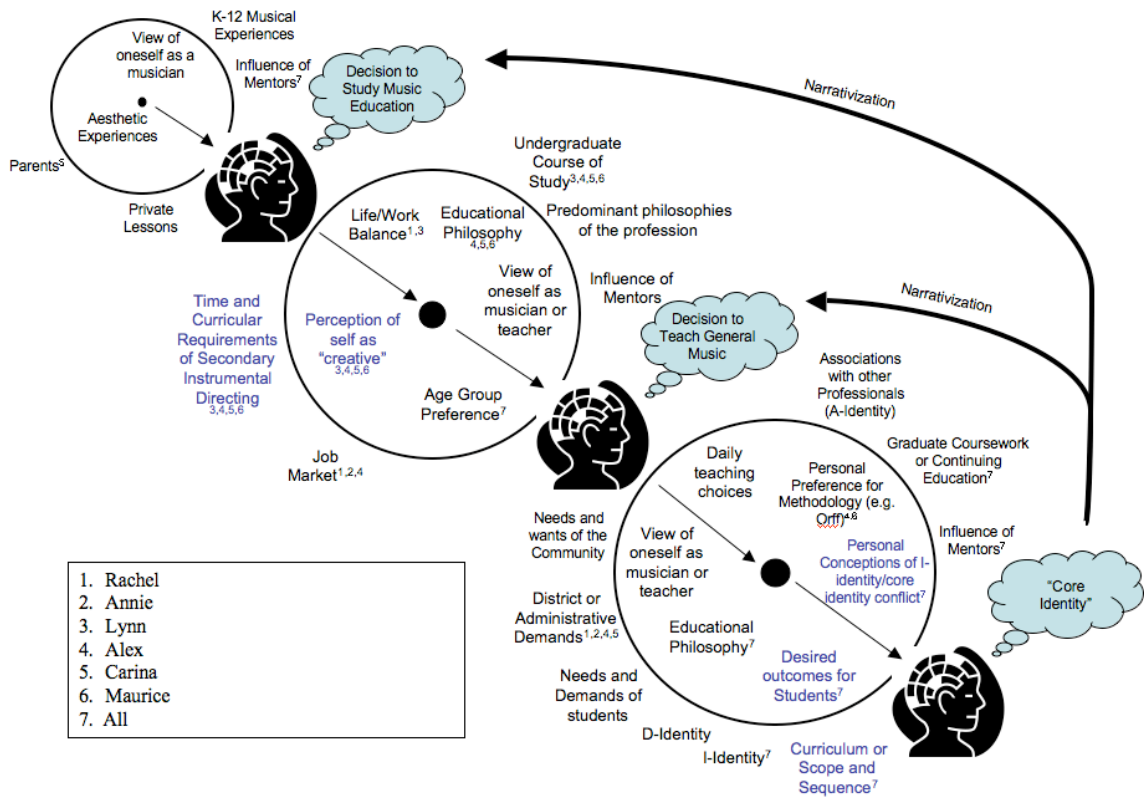 K-12 Musical
Experiences
View of
oneself as a
musician
Influence of
Mentors7
Decision to
Study Music
Education
Aesthetic
Experiences
Parents5
Private
Lessons
Narrativization
Undergraduate
Course of
Study3,4,5,6
Life/Work
Balance1,3
Educational
Philosophy
4,5,6
Predominant philosophies
of the profession
View of
oneself as
musician or
teacher
Influence of
Mentors
Narrativization
Time and
Curricular
Requirements
of Secondary
Instrumental
Directing
3,4,5,6
Perception of
self as
“creative”
3,4,5,6
Decision to
Teach General
Music
Age Group
Preference7
Job
Market1,2,4
Associations
with other
Professionals
(A-Identity)
Graduate Coursework
or Continuing
Education7
Daily
teaching
choices
Personal
Preference for
Methodology (e.g.
Orff)4,6
Needs and
wants of the
Community
View of
oneself as
musician or
teacher
Influence of
Mentors7
Personal
Conceptions of I-
identity/core
identity conflict7
“Core
Identity”
District or
Administrative
Demands1,2,4,5
Educational
Philosophy7
Desired
outcomes for
Students7
Needs and
Demands of
students
D-Identity
I-Identity7
Curriculum or
Scope and
Sequence7
1. Rachel
2. Annie
3. Lynn
4. Alex
5. Carina
6. Maurice
7. All